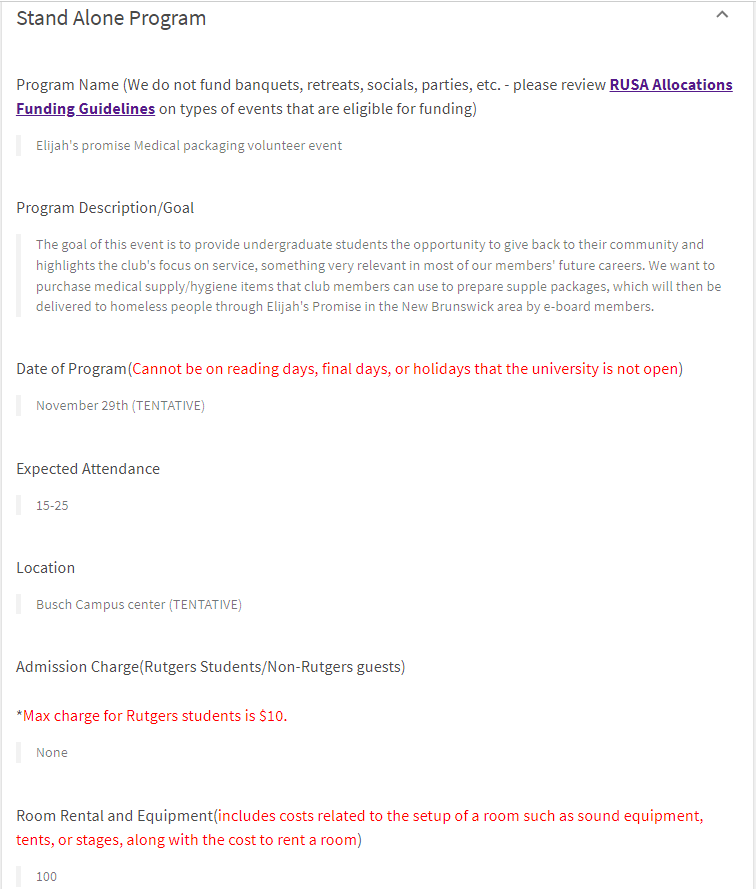 Stand Alone Program
Program Name (We do not fund banquets, retreats, socials, parties, etc. - please review RUSA Allocations
Funding Guidelines on types of events that are eligible for funding)
Elijah's promise Medical packaging volunteer event
Program Description/Goal
The goal of this event is to provide undergraduate students the opportunity to give back to their community and
highlights the club's focus on service, something very relevant in most of our members' future careers. We want to
purchase medical supply/hygiene items that club members can use to prepare supple packages, which will then be
delivered to homeless people through Elijah's Promise in the New Brunswick area by e-board members.
Date of Program(Cannot be on reading days, final days, or holidays that the university is not open)
November 29th (TENTATIVE)
Expected Attendance
15-25
Location
Busch Campus center (TENTATIVE)
Admission Charge(Rutgers Students/Non-Rutgers guests)
*Max charge for Rutgers students is $10.
None
Room Rental and Equipment(includes costs related to the setup of a room such as sound equipment,
tents, or stages, along with the cost to rent a room)
100